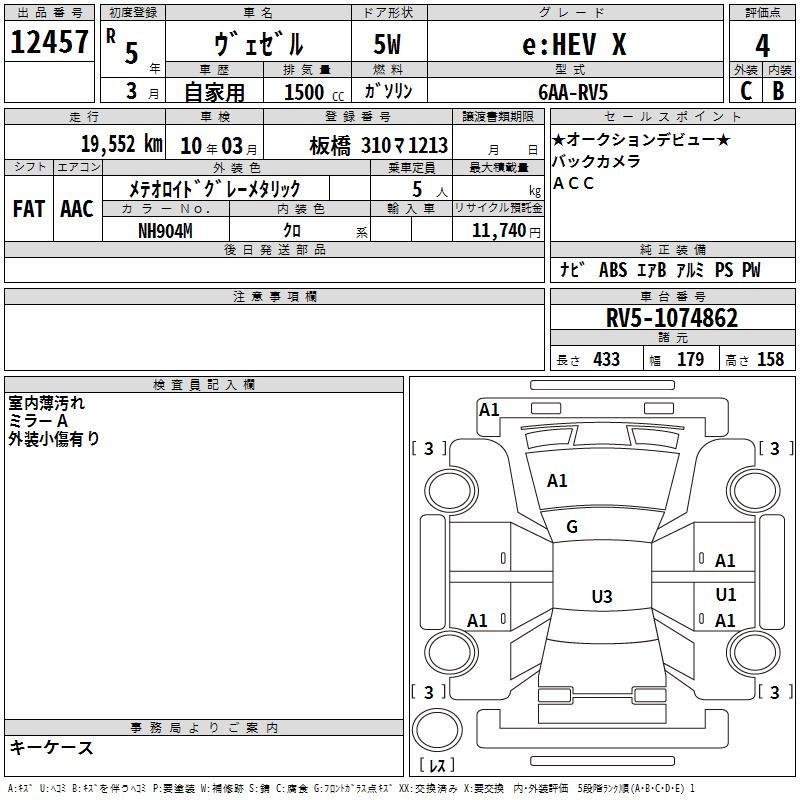 出品番号 初度登録 車名 ドア形状 グレード 評価点
12457 R 5 年 ヴェゼル 5W e:HEV X 4
車歴 排気量 燃料 型式 外装 内装
3 月 自家用 1500 CC ガソリン 6AA-RV5 C B
走行 車検 登録番号 譲渡書類期限 セールスポイント
19,552 km 10 年 03 月 板橋 310マ1213 月 日
★オークションデビュー★
バックカメラ
ACC
シフト エアコン 外装色 乗車定員 最大積載量
FAT AAC メテオロイドグレーメタリック 5 人 kg
カラーNo. 内装色 輸入車 リサイクル預託金
NH904M クロ 系 11,740 円
後日発送部品 純正装備
ナビ ABS エアB アルミ PS PW
注意事項欄 車台番号
RV5-1074862
諸元
長さ 433 幅 179 高さ 158
検査員記入欄
室内薄汚れ
ミラーA
外装小傷有り
A1
[ 3 ] [ 3 ]
A1
G
A1
U3 U1
A1 A1
[ 3 ] [ 3 ]
[ レス ]
事務局よりご案内
キーケース
A:キズ U:ヘコミ B:キズを伴うヘコミ P:要塗装 W:補修跡 S:錆 C:腐食 G:フロントガラス点キズ XX:交換済み X:要交換 内・外装評価 5段階ランク順(A・B・C・D・E) 1